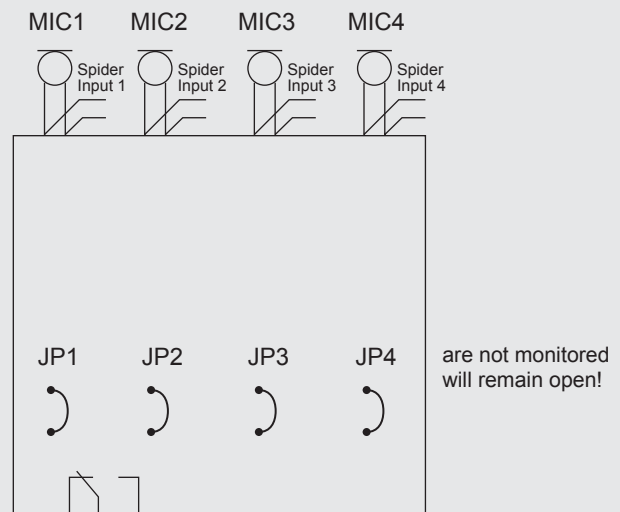 MIC1 MIC2 MIC3 MIC4
Spider Spider Spider Spider
Input 1 Input 2 Input 3 Input 4
JP1 JP2 JP3 JP4
are not monitored
will remain open!